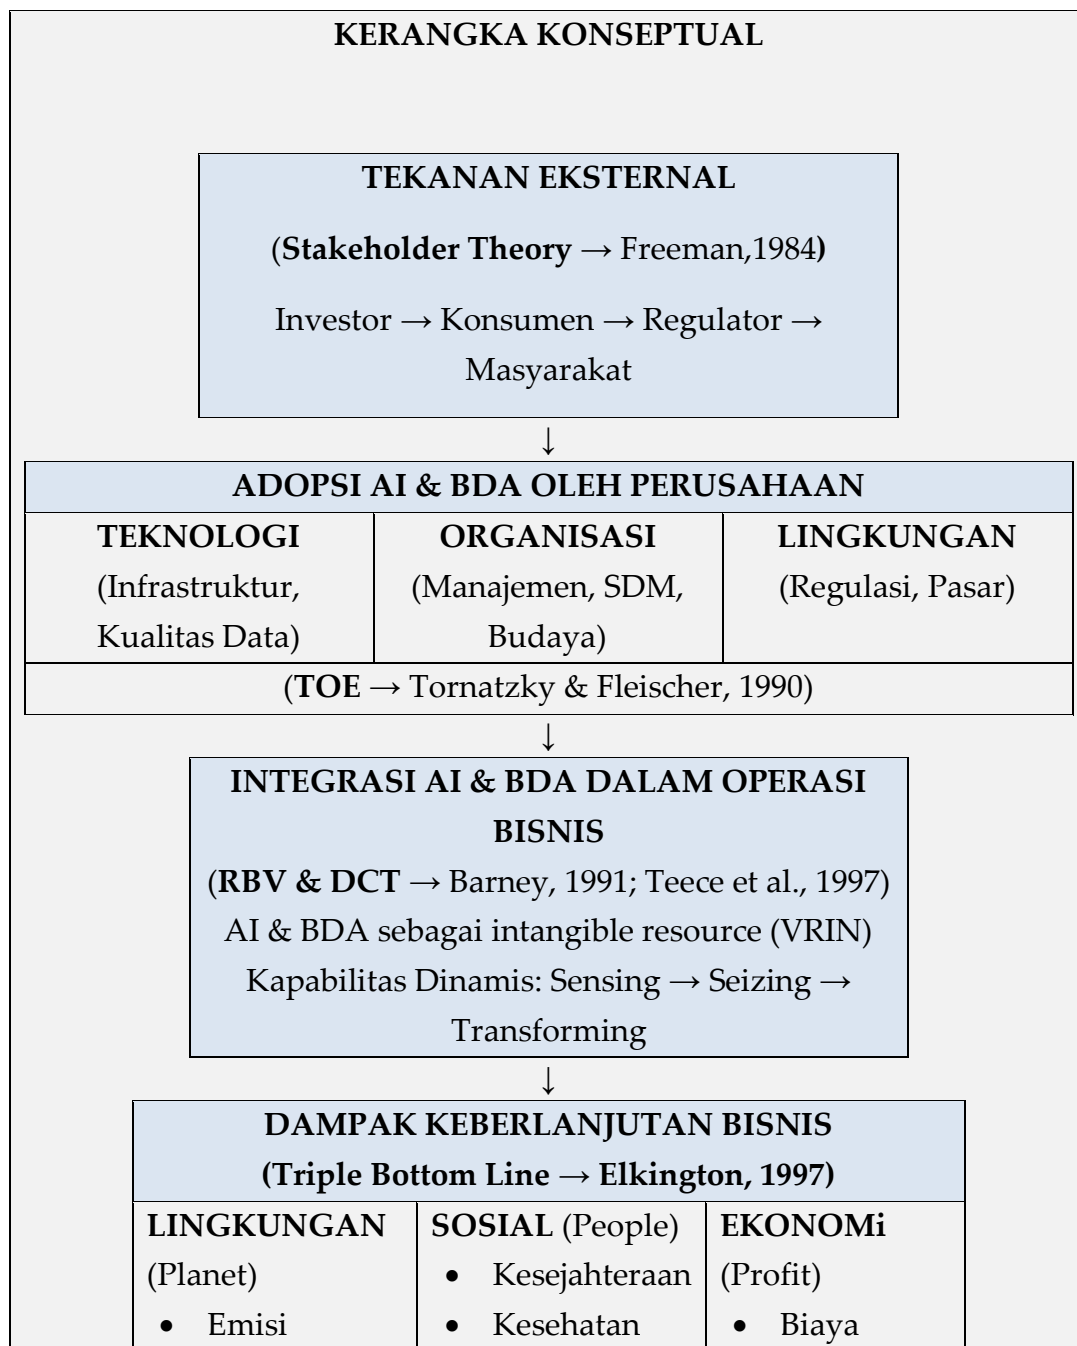 KERANGKA KONSEPTUAL
TEKANAN EKSTERNAL
(Stakeholder Theory → Freeman,1984)
Investor → Konsumen → Regulator →
Masyarakat
↓
ADOPSI AI & BDA OLEH PERUSAHAAN
TEKNOLOGI
(Infrastruktur,
Kualitas Data)
ORGANISASI
(Manajemen, SDM,
Budaya)
LINGKUNGAN
(Regulasi, Pasar)
(TOE → Tornatzky & Fleischer, 1990)
↓
INTEGRASI AI & BDA DALAM OPERASI
BISNIS
(RBV & DCT → Barney, 1991; Teece et al., 1997)
AI & BDA sebagai intangible resource (VRIN)
Kapabilitas Dinamis: Sensing → Seizing →
Transforming
↓
DAMPAK KEBERLANJUTAN BISNIS
(Triple Bottom Line → Elkington, 1997)
LINGKUNGAN
(Planet)
• Emisi
SOSIAL (People)
• Kesejahteraan
• Kesehatan
EKONOMi
(Profit)
• Biaya